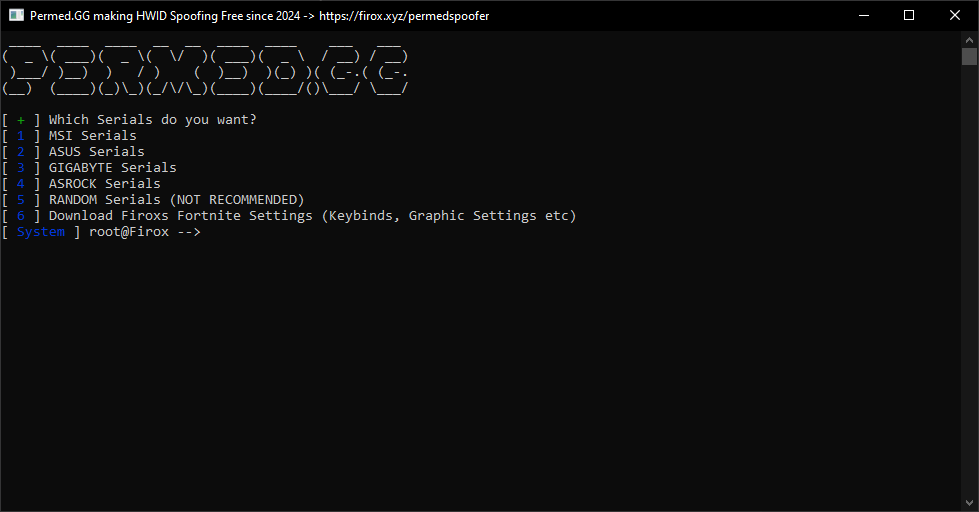 Permed.GG making HWID Spoofing Free since 2024 -> https://firox.xyz/permedspoofer
PERMED.GG
[ + ] Which Serials do you want?
[ 1 ] MSI Serials
[ 2 ] ASUS Serials
[ 3 ] GIGABYTE Serials
[ 4 ] ASROCK Serials
[ 5 ] RANDOM Serials (NOT RECOMMENDED)
[ 6 ] Download Firoxs Fortnite Settings (Keybinds, Graphic Settings etc)
[ System ] root@Firox -->